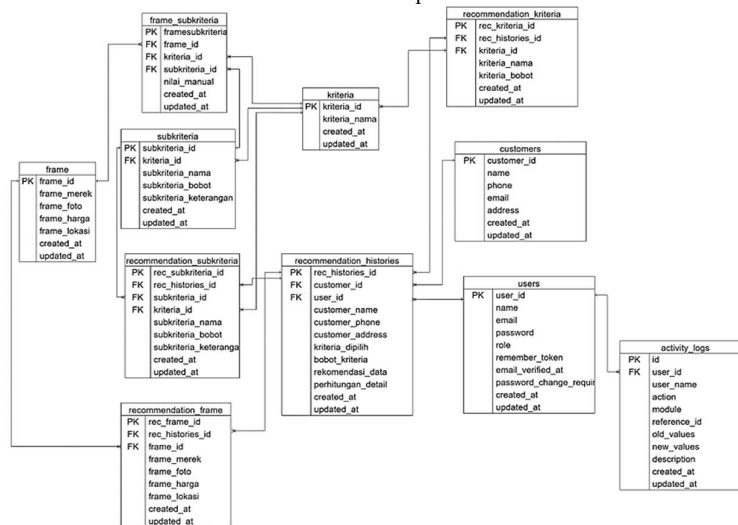 frame_subkriteria
PK framesubkriteria
FK frame_id
FK kriteria_id
FK subkriteria_id
nilai_manual
created_at
updated_at
recommendation_kriteria
PK rec_kriteria_id
FK rec_histories_id
FK kriteria_id
kriteria_nama
kriteria_bobot
created_at
updated_at
kriteria
PK kriteria_id
kriteria_nama
created_at
updated_at
subkriteria
PK subkriteria_id
FK kriteria_id
subkriteria_nama
subkriteria_bobot
subkriteria_keterangan
created_at
updated_at
customers
PK customer_id
name
phone
email
address
created_at
updated_at
frame
PK frame_id
frame_merek
frame_foto
frame_harga
frame_lokasi
created_at
updated_at
recommendation_subkriteria
PK rec_subkriteria_id
FK rec_histories_id
FK subkriteria_id
FK kriteria_id
subkriteria_nama
subkriteria_bobot
subkriteria_keteranga
created_at
updated_at
recommendation_histories
PK rec_histories_id
FK customer_id
FK user_id
customer_name
customer_phone
customer_address
kriteria_dipilih
bobot_kriteria
rekomendasi_data
perhitungan_detail
created_at
updated_at
users
PK user_id
name
email
password
role
remember_token
email_verified_at
password_change_requir
created_at
updated_at
activity_logs
PK id
FK user_id
user_name
action
module
reference_id
old_values
new_values
description
created_at
updated_at
recommendation_frame
PK rec_frame_id
FK rec_histories_id
FK frame_id
frame_merek
frame_foto
frame_harga
frame_lokasi
created_at
updated_at